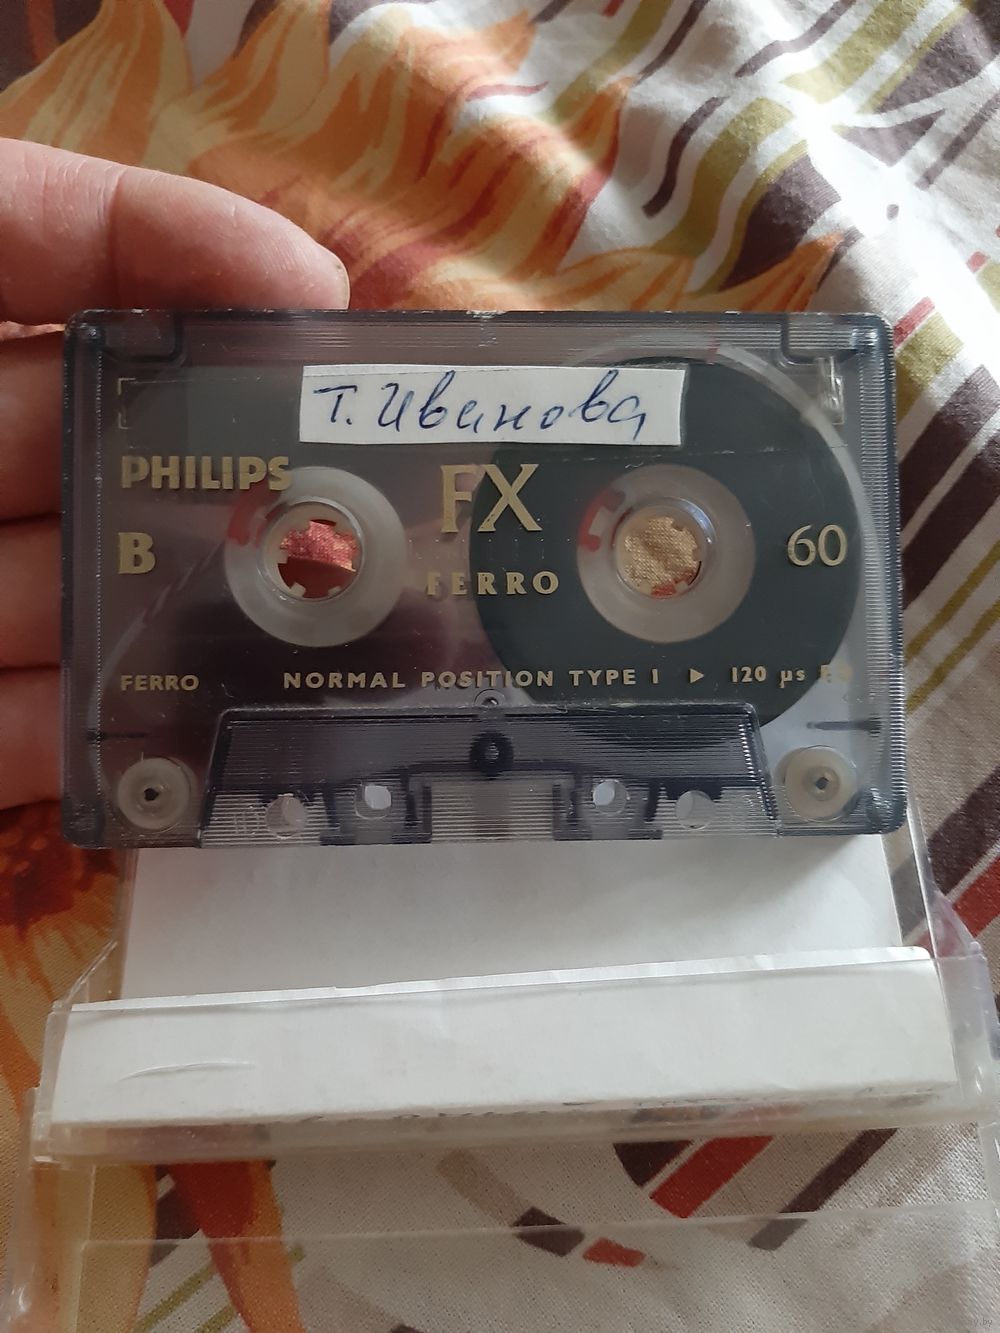 Т. Иванова
PHILIPS
FX
B
60
FERRO
FERRO
NORMAL POSITION TYPE I ▶ 120 µs